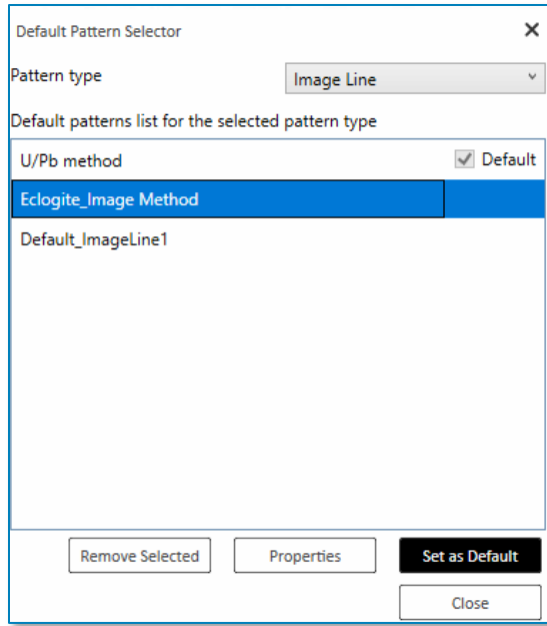 Default Pattern Selector
Pattern type
Image Line
Default patterns list for the selected pattern type
U/Pb method
Default
Eclogite_Image Method
Default_ImageLine1
Remove Selected
Properties
Set as Default
Close